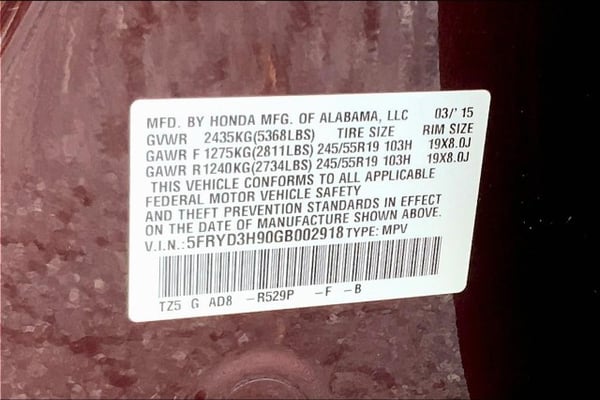 MFD. BY HONDA MFG. OF ALABAMA, LLC 03/'15
GVWR 2435KG(5368LBS) TIRE SIZE RIM SIZE
GAWR F 1275KG(2811LBS) 245/55R19 103H 19X8.0J
GAWR R 1240KG(2734LBS) 245/55R19 103H 19X8.0J
THIS VEHICLE CONFORMS TO ALL APPLICABLE
FEDERAL MOTOR VEHICLE SAFETY
AND THEFT PREVENTION STANDARDS IN EFFECT
ON THE DATE OF MANUFACTURE SHOWN ABOVE.
V.I.N.: 5FRYD3H90GB002918 TYPE: MPV
TZ5 G AD8 -R529P -F -B